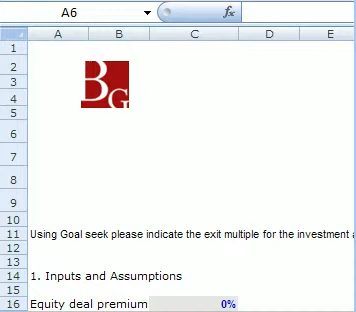 A6
fx
A B C D E
1
2
BG
3
4
5
6
7
8
9
10
11 Using Goal seek please indicate the exit multiple for the investment a
12
13
14 1. Inputs and Assumptions
15
16 Equity deal premium 0%